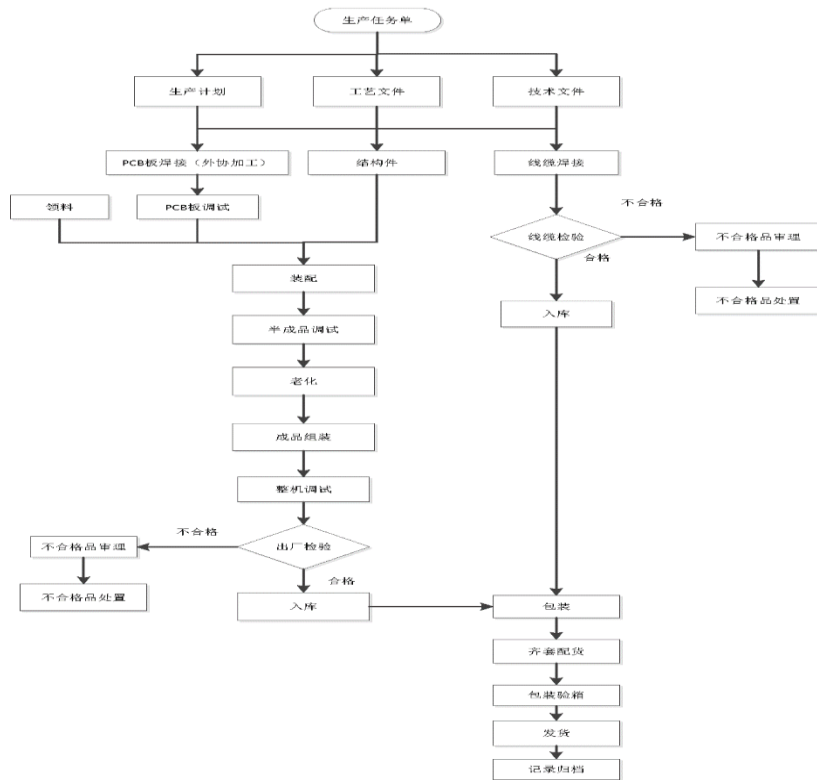 生产任务单
生产计划
工艺文件
技术文件
PCB板焊接（外协加工）
结构件
线缆焊接
领料
PCB板调试
不合格
线缆检验
不合格品审理
合格
装配
不合格品处置
入库
半成品调试
老化
成品组装
整机调试
不合格
出厂检验
不合格品审理
合格
不合格品处置
入库
包装
齐套配货
包装验箱
发货
记录归档